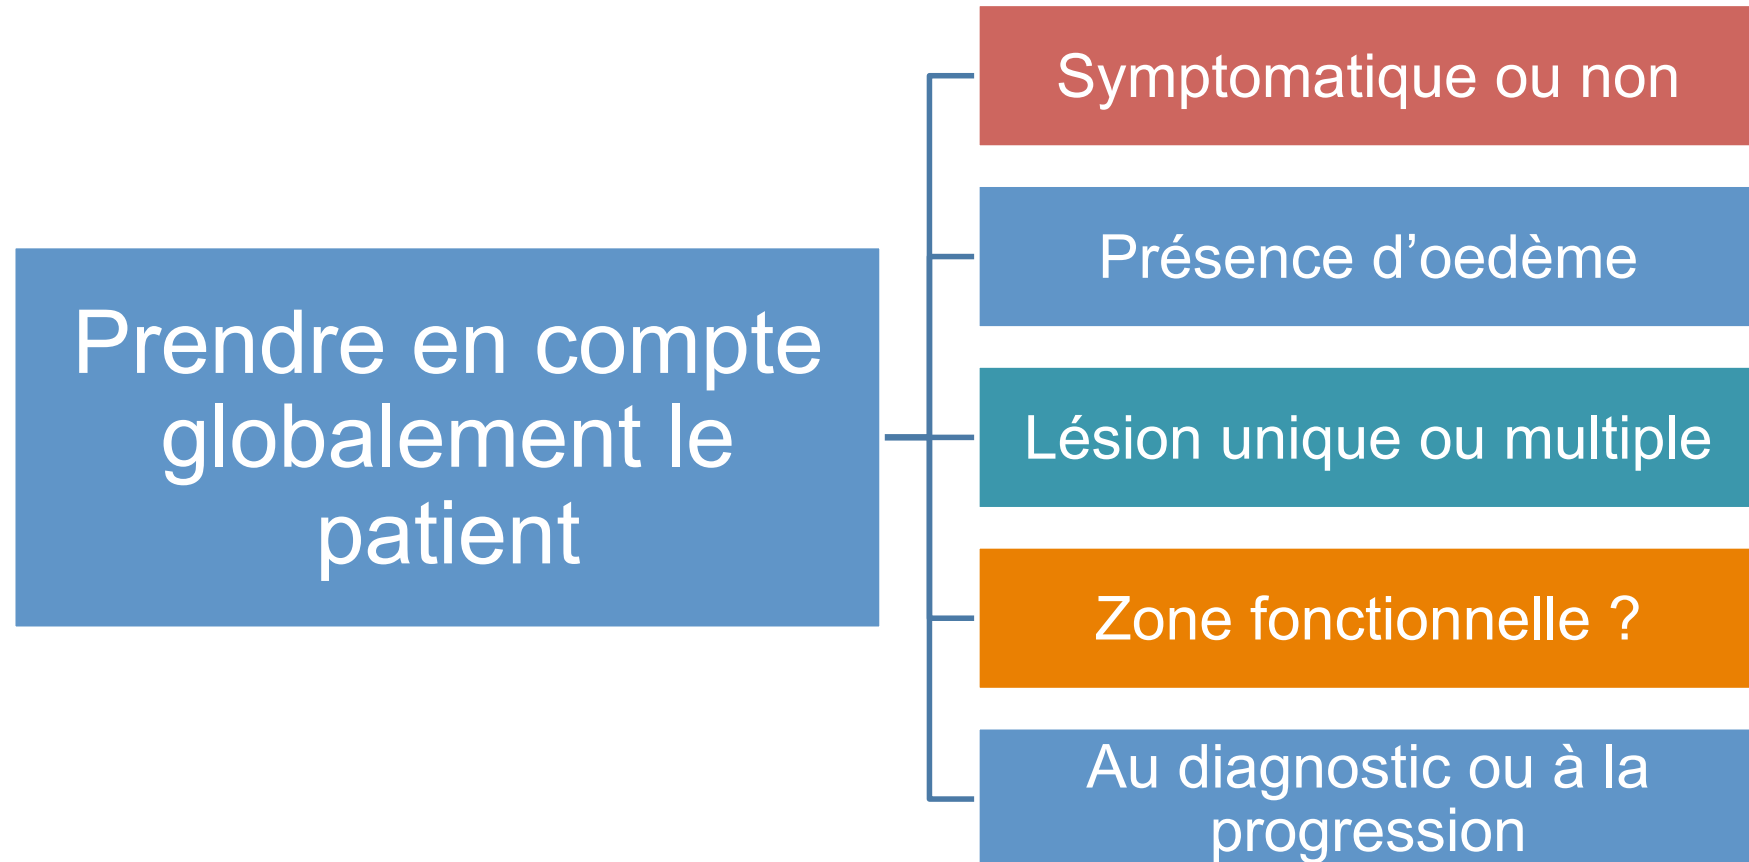 Prendre en compte
globalement le
patient
Symptomatique ou non
Présence d’oedème
Lésion unique ou multiple
Zone fonctionnelle ?
Au diagnostic ou à la
progression